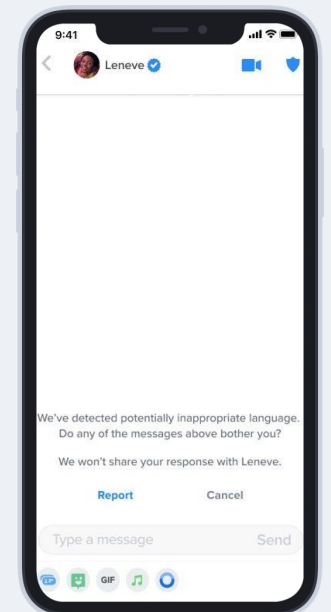 9:41
Leneve
We've detected potentially inappropriate language.
Do any of the messages above bother you?
We won't share your response with Leneve.
Report Cancel
Type a message Send
GIF